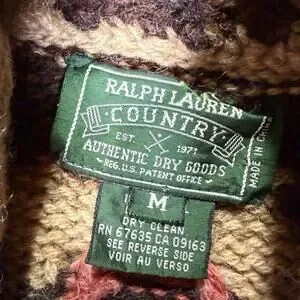 RALPH LAUREN
COUNTRY
EST. 1971
AUTHENTIC DRY GOODS
REG. U.S. PATENT OFFICE
MADE IN
M
DRY CLEAN
RN 67635 CA 09163
SEE REVERSE SIDE
VOIR AU VERSO